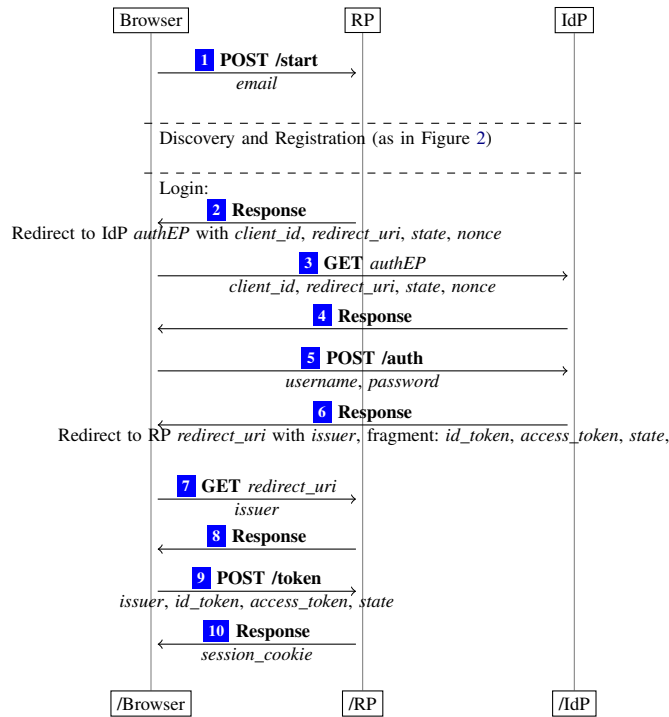 Browser RP IdP
1 POST /start
email
Discovery and Registration (as in Figure 2)
Login:
2 Response
Redirect to IdP authEP with client_id, redirect_uri, state, nonce
3 GET authEP
client_id, redirect_uri, state, nonce
4 Response
5 POST /auth
username, password
6 Response
Redirect to RP redirect_uri with issuer, fragment: id_token, access_token, state,
7 GET redirect_uri
issuer
8 Response
9 POST /token
issuer, id_token, access_token, state
10 Response
session_cookie
/Browser /RP /IdP